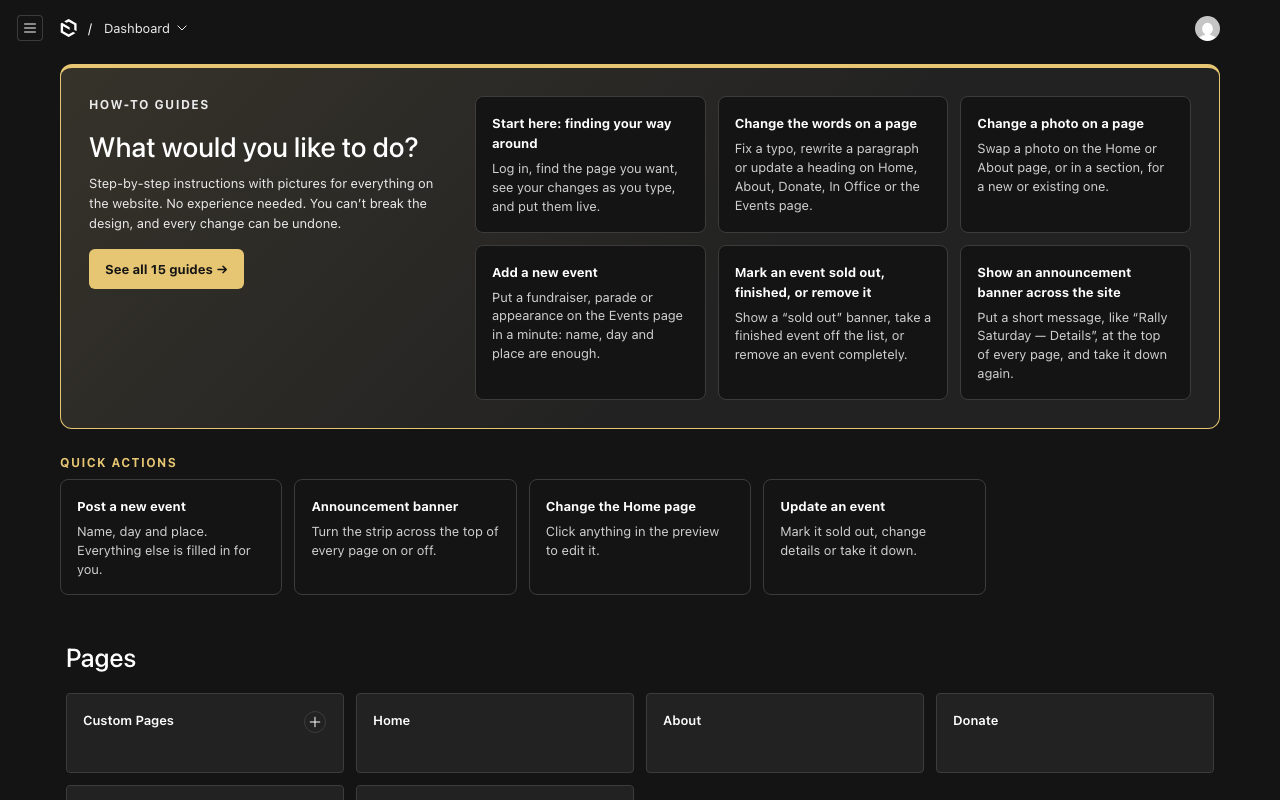 / Dashboard
HOW-TO GUIDES
What would you like to do?
Step-by-step instructions with pictures for everything on
the website. No experience needed. You can’t break the
design, and every change can be undone.
See all 15 guides →
Start here: finding your way
around
Log in, find the page you want,
see your changes as you type,
and put them live.
Change the words on a page
Fix a typo, rewrite a paragraph
or update a heading on Home,
About, Donate, In Office or the
Events page.
Change a photo on a page
Swap a photo on the Home or
About page, or in a section, for
a new or existing one.
Add a new event
Put a fundraiser, parade or
appearance on the Events page
in a minute: name, day and
place are enough.
Mark an event sold out,
finished, or remove it
Show a “sold out” banner, take a
finished event off the list, or
remove an event completely.
Show an announcement
banner across the site
Put a short message, like “Rally
Saturday — Details”, at the top
of every page, and take it down
again.
QUICK ACTIONS
Post a new event
Name, day and place.
Everything else is filled in for
you.
Announcement banner
Turn the strip across the top of
every page on or off.
Change the Home page
Click anything in the preview
to edit it.
Update an event
Mark it sold out, change
details or take it down.
Pages
Custom Pages
Home
About
Donate